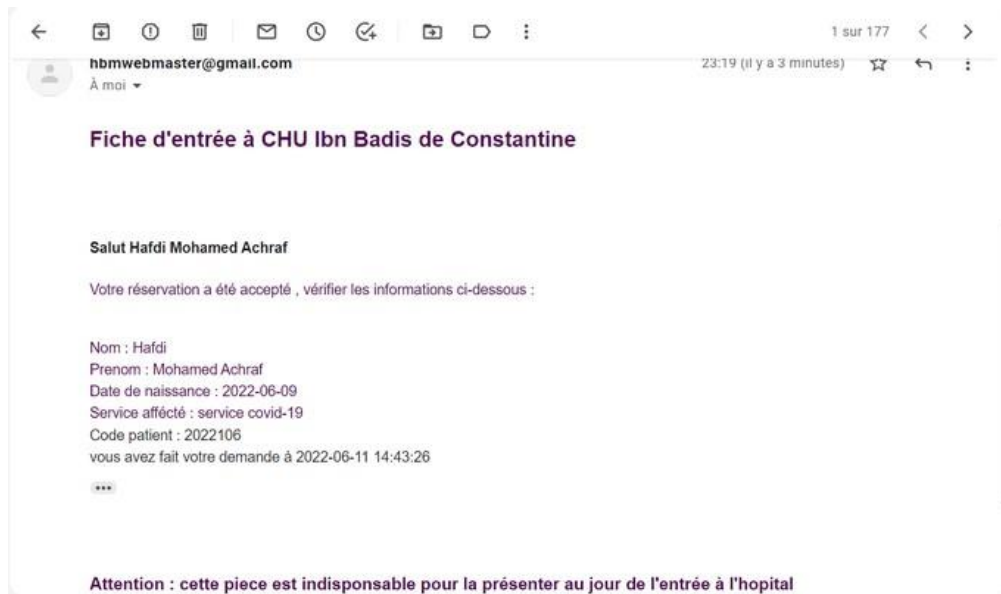 1 sur 177
hbmwebmaster@gmail.com
23:19 (il y a 3 minutes)
À moi
Fiche d'entrée à CHU Ibn Badis de Constantine
Salut Hafdi Mohamed Achraf
Votre réservation a été accepté , vérifier les informations ci-dessous :
Nom : Hafdi
Prenom : Mohamed Achraf
Date de naissance : 2022-06-09
Service afécté : service covid-19
Code patient : 2022106
vous avez fait votre demande à 2022-06-11 14:43:26
Attention : cette piece est indisponsable pour la présenter au jour de l'entrée à l'hopital